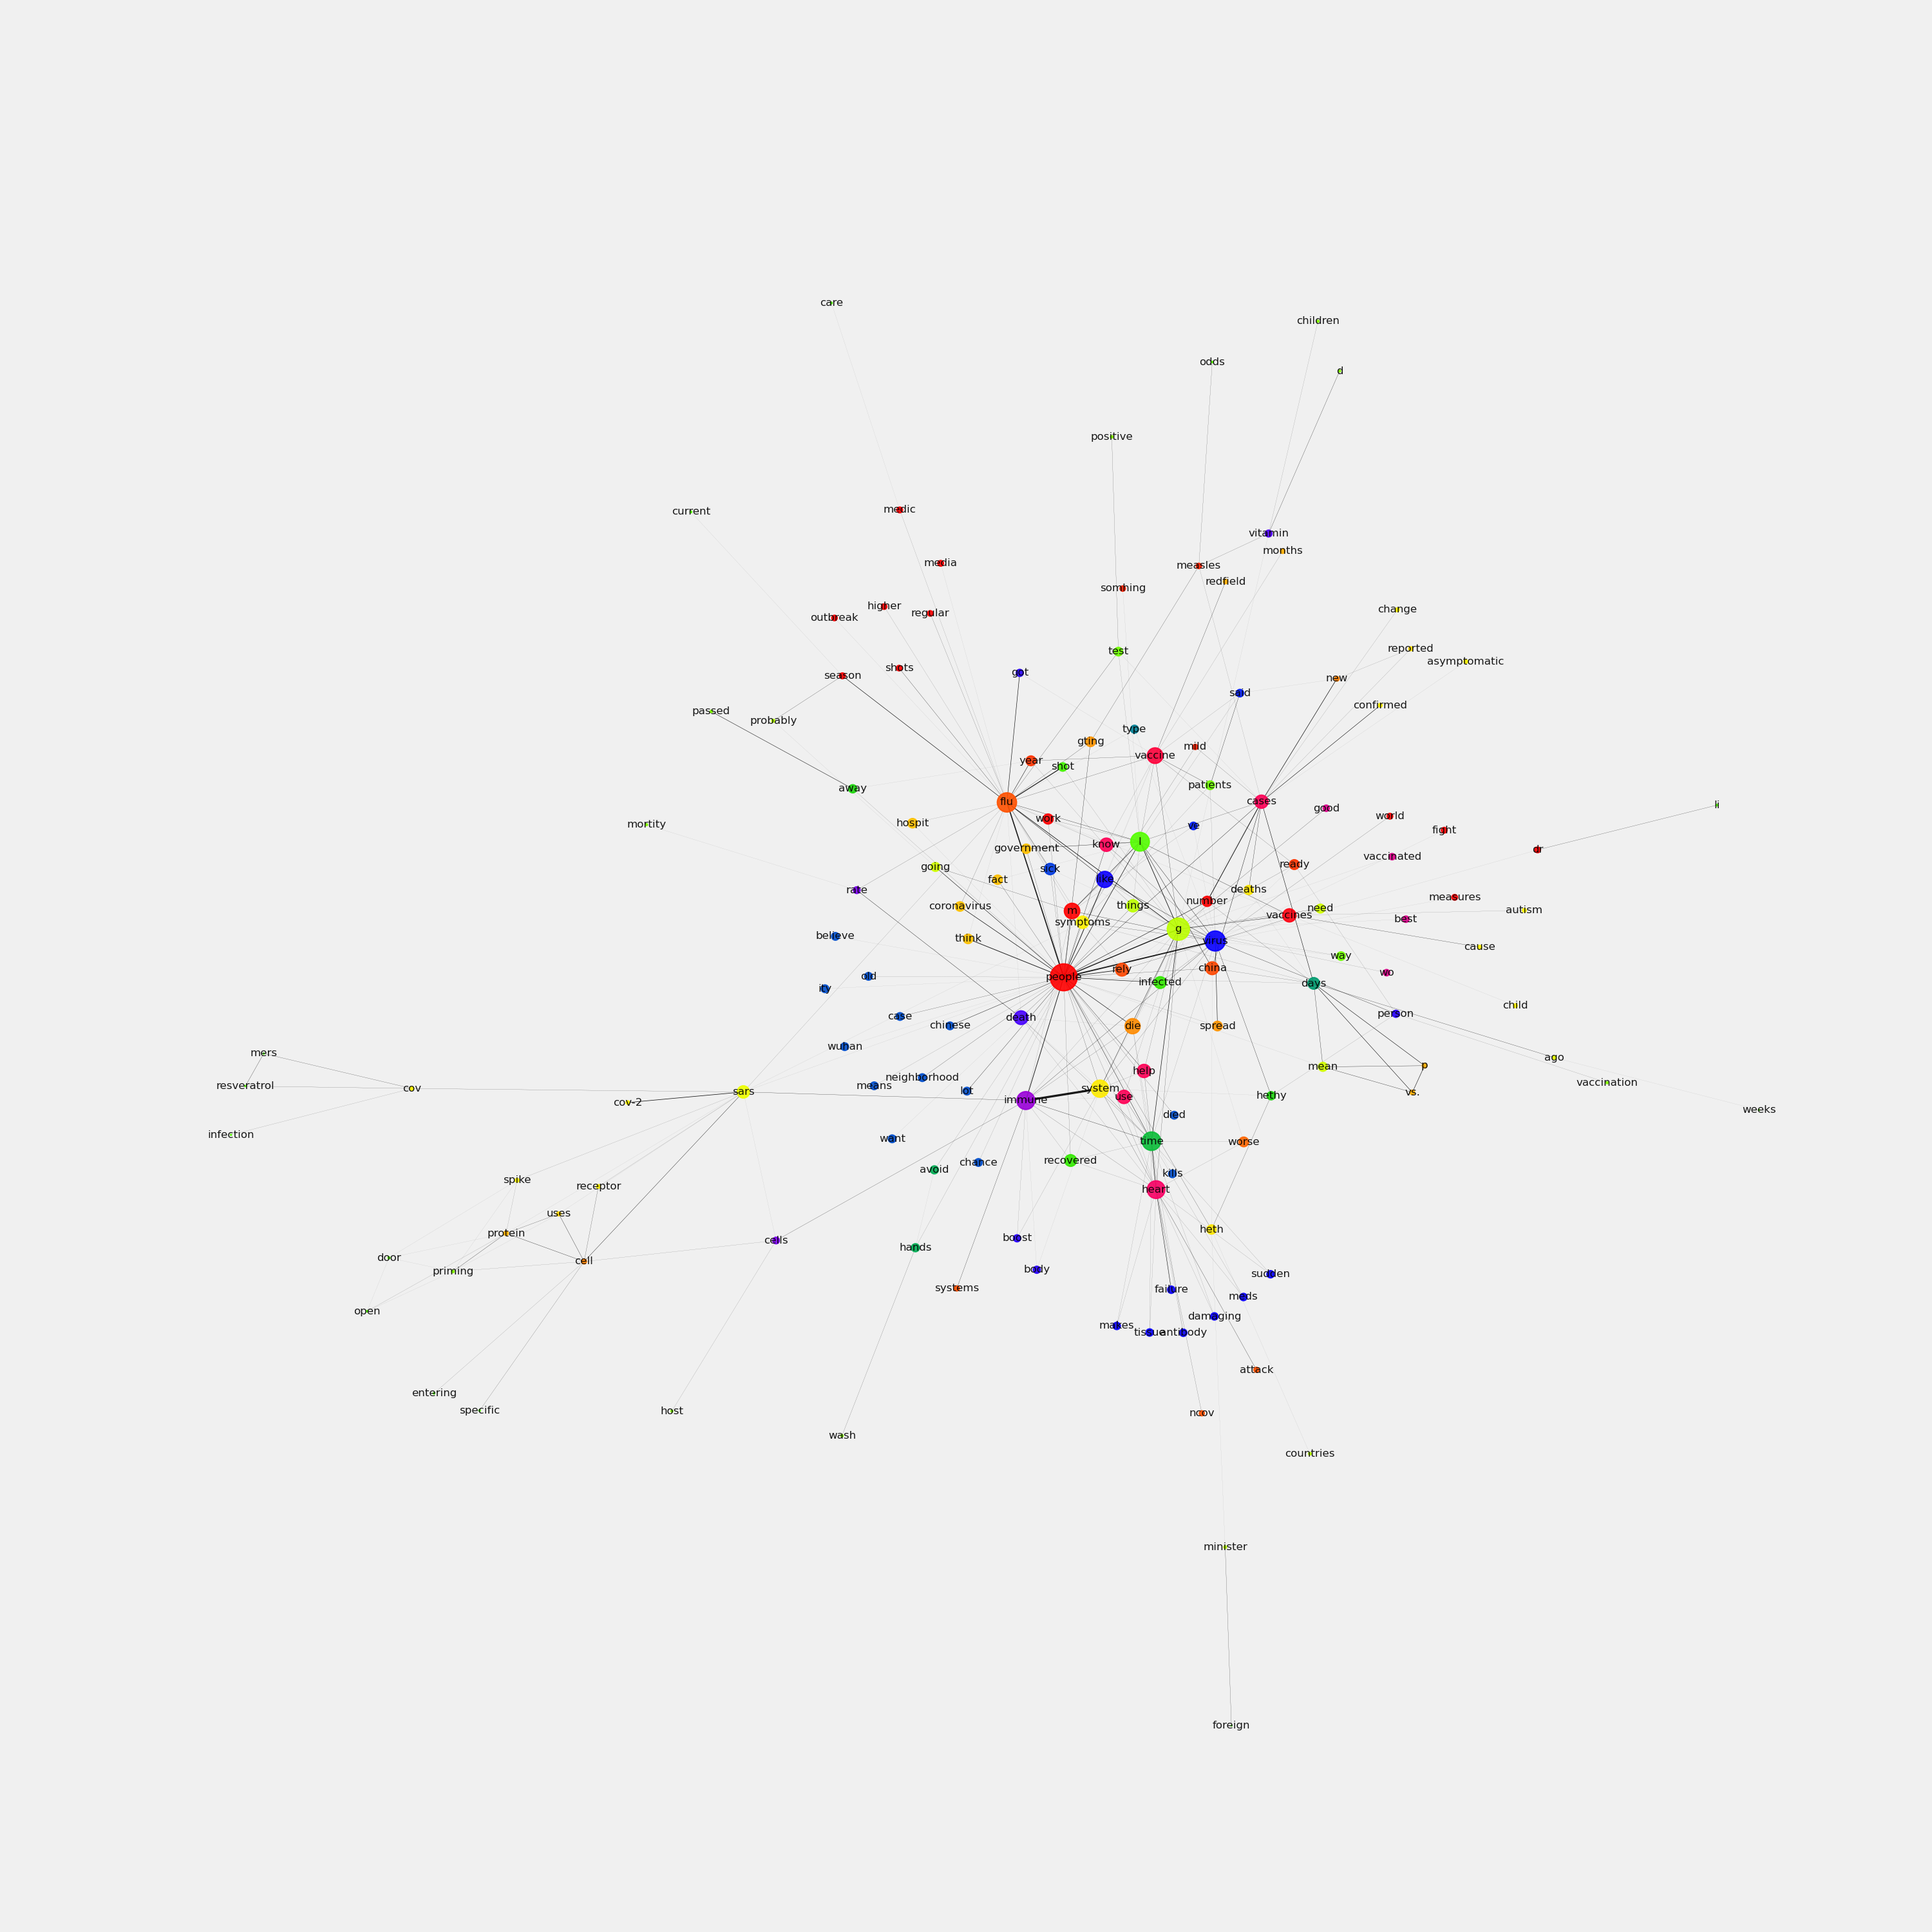 care
children
odds
d
positive
current
medic
vitamin
months
media
measles
redfield
somhing
higher
regular
outbreak
change
test
reported
asymptomatic
shots
got
season
new
said
confirmed
passed
probably
type
gting
mild
vaccine
year
shot
away
patients
flu
cases
good
li
world
hospit
work
mortity
ve
fight
know
I
government
dr
vaccinated
going
ready
sick
fact
like
rate
deaths
measures
number
coronavirus
things
need
autism
m
vaccines
best
symptoms
g
believe
think
virus
cause
way
rely
china
wo
old
people
infected
days
ity
child
case
death
person
chinese
die
spread
wuhan
mers
ago
mean
p
help
neighborhood
resveratrol
means
vaccination
cov
system
lot
sars
vs.
hethy
use
immune
cov-2
weeks
died
infection
want
time
worse
recovered
chance
avoid
kills
spike
receptor
heart
uses
heth
protein
boost
cells
hands
door
cell
body
priming
sudden
systems
failure
meds
open
damaging
makes
tissue
antibody
attack
entering
specific
host
ncov
wash
countries
minister
foreign